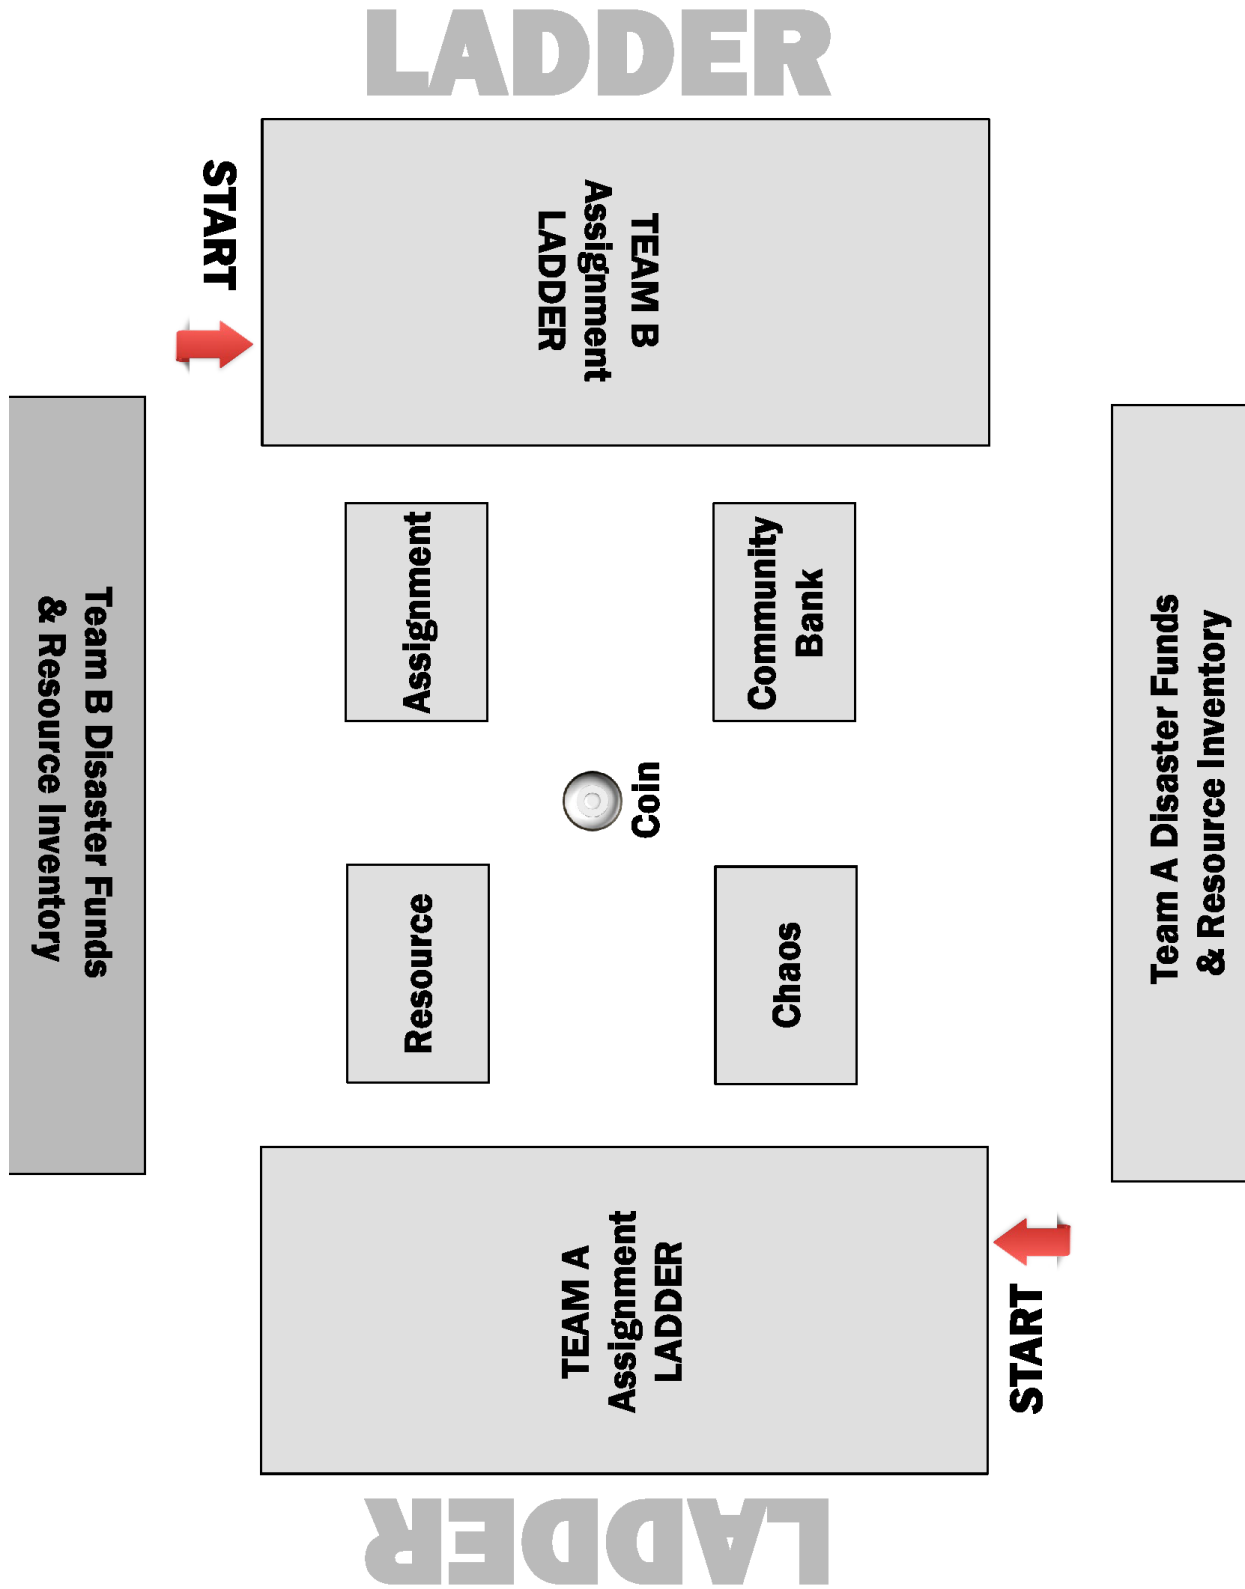 LADDER
START
TEAM B
Assignment
LADDER
Assignment
Community
Bank
Team B Disaster Funds
& Resource Inventory
Coin
Team A Disaster Funds
& Resource Inventory
Resource
Chaos
TEAM A
Assignment
LADDER
START
LADDER